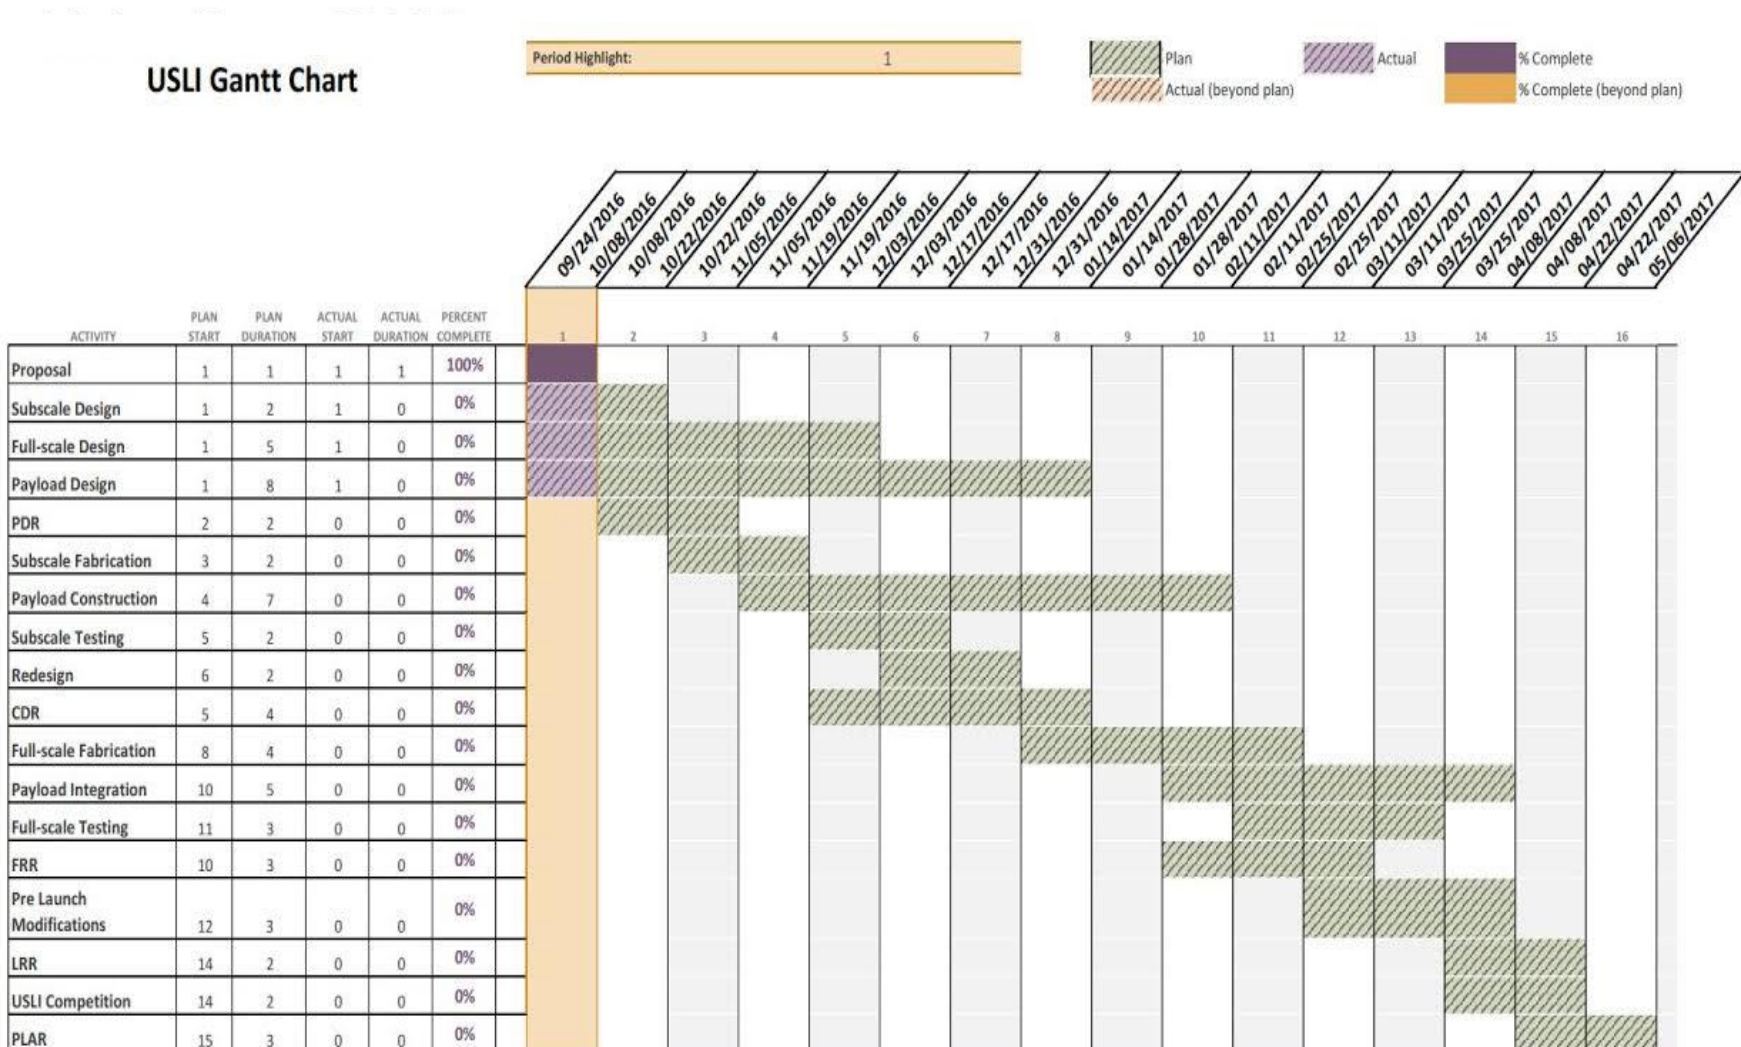 Period Highlight: 1
Plan
Actual
% Complete
Actual (beyond plan)
% Complete (beyond plan)
USLI Gantt Chart
09/24/2016
10/08/2016
10/08/2016
10/22/2016
10/22/2016
11/05/2016
11/05/2016
11/19/2016
11/19/2016
12/03/2016
12/03/2016
12/17/2016
12/17/2016
12/31/2016
12/31/2016
01/14/2017
01/14/2017
01/28/2017
01/28/2017
02/11/2017
02/11/2017
02/25/2017
02/25/2017
03/11/2017
03/11/2017
03/25/2017
03/25/2017
04/08/2017
04/08/2017
04/22/2017
04/22/2017
05/06/2017
PLAN PLAN ACTUAL ACTUAL PERCENT
ACTIVITY START DURATION START DURATION COMPLETE 1 2 3 4 5 6 7 8 9 10 11 12 13 14 15 16
Proposal 1 1 1 1 100%
Subscale Design 1 2 1 0 0%
Full-scale Design 1 5 1 0 0%
Payload Design 1 8 1 0 0%
PDR 2 2 0 0 0%
Subscale Fabrication 3 2 0 0 0%
Payload Construction 4 7 0 0 0%
Subscale Testing 5 2 0 0 0%
Redesign 6 2 0 0 0%
CDR 5 4 0 0 0%
Full-scale Fabrication 8 4 0 0 0%
Payload Integration 10 5 0 0 0%
Full-scale Testing 11 3 0 0 0%
FRR 10 3 0 0 0%
Pre Launch
Modifications 12 3 0 0 0%
LRR 14 2 0 0 0%
USLI Competition 14 2 0 0 0%
PLAR 15 3 0 0 0%